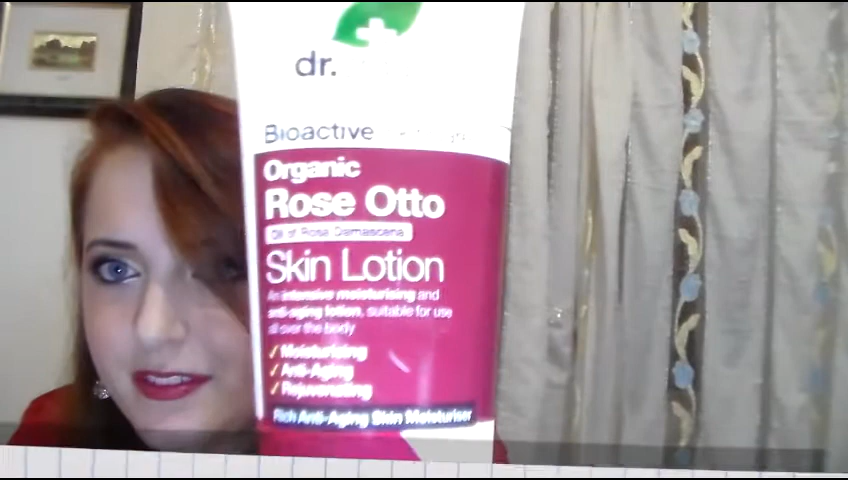 dr.
Bioactive
Organic
Rose Otto
Oil of Rosa Damascena
Skin Lotion
An intensive moisturising and
anti-aging lotion, suitable for use
all over the body
✓ Moisturizing
✓ Anti-Aging
✓ Rejuvenating
Rich Anti-Aging Skin Moisturiser